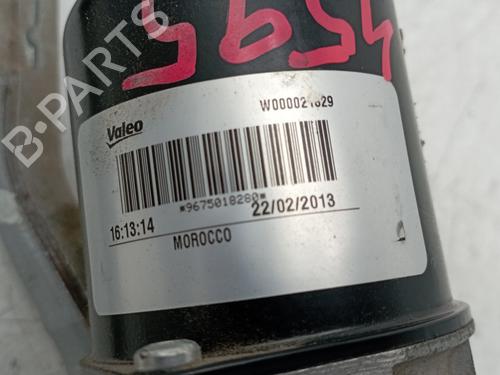 5654
B-PARTS
Valeo
W000021629
*9675018280*
16:13:14
22/02/2013
MOROCCO